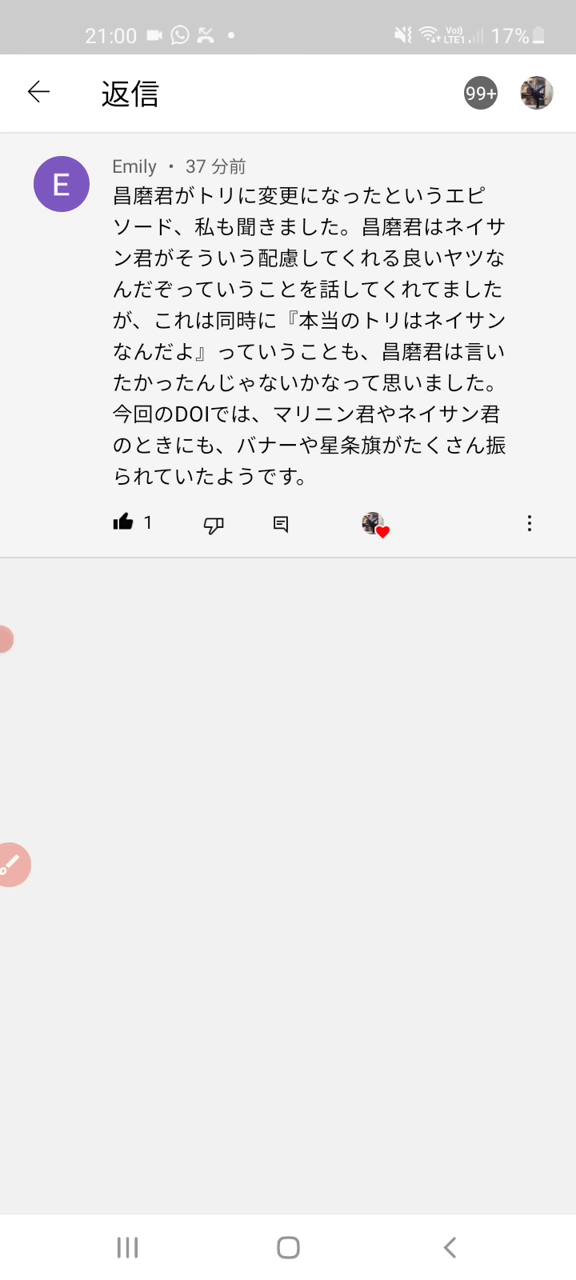 21:00
Vo) LTE1 17%
返信
99+
E
Emily ・ 37 分前
昌磨君がトリに変更になったというエピ
ソード、私も聞きました。昌磨君はネイサ
ン君がそういう配慮してくれる良いヤツな
んだぞっていうことを話してくれてました
が、これは同時に『本当のトリはネイサン
なんだよ』っていうことも、昌磨君は言い
たかったんじゃないかなって思いました。
今回のDOIでは、マリニン君やネイサン君
のときにも、バナーや星条旗がたくさん振
られていたようです。
1